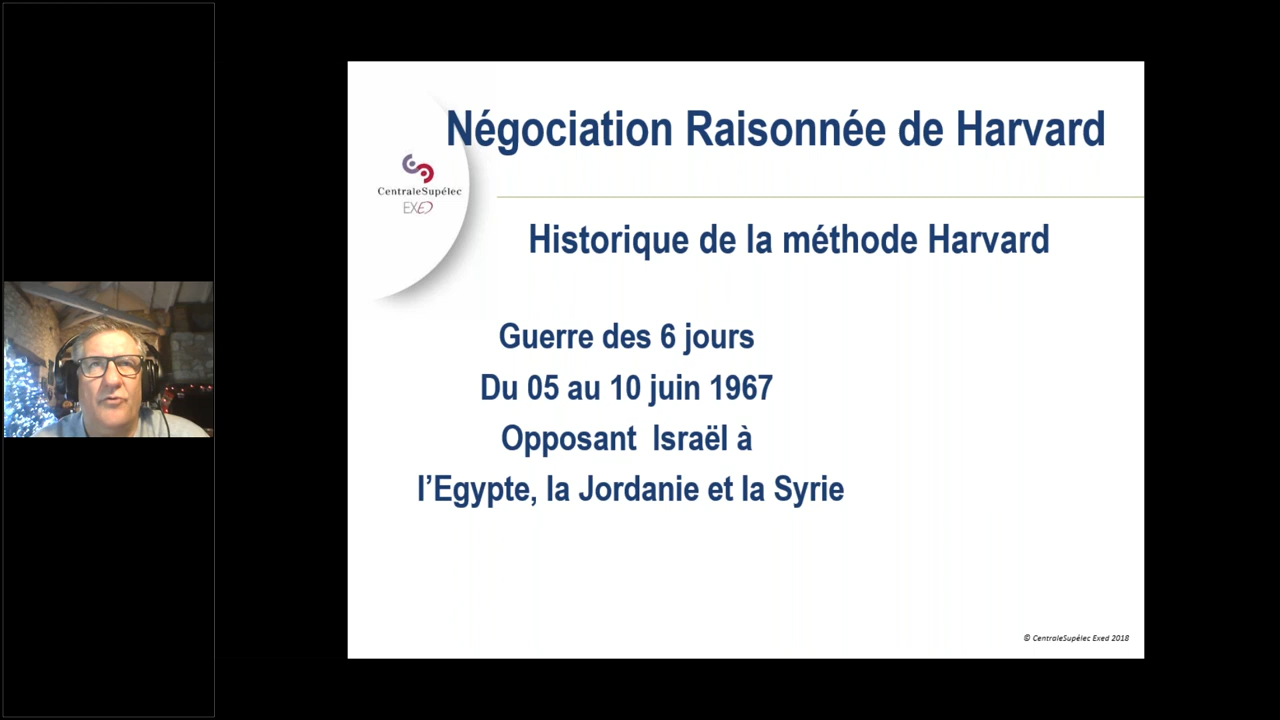 Négociation Raisonnée de Harvard
CentraleSupélec
EXED
Historique de la méthode Harvard
Guerre des 6 jours
Du 05 au 10 juin 1967
Opposant Israël à
l’Egypte, la Jordanie et la Syrie
© CentraleSupélec Exed 2018